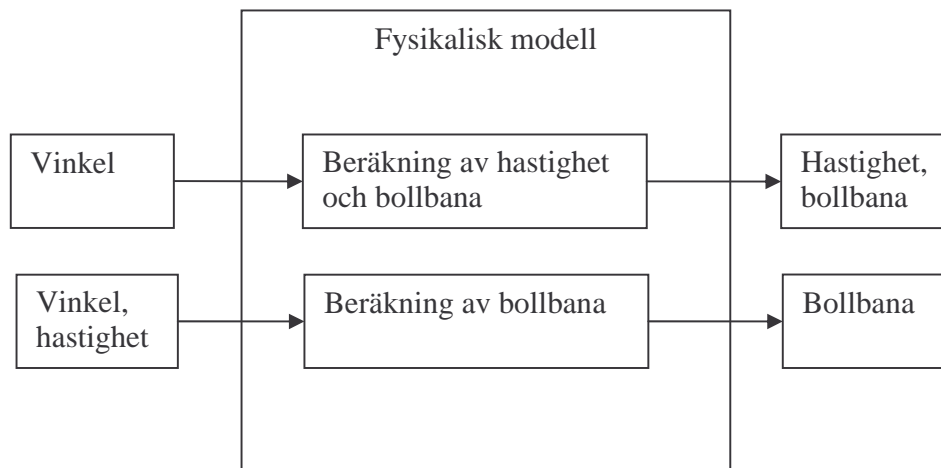 Fysikalisk modell
Vinkel
Beräkning av hastighet
och bollbana
Hastighet,
bollbana
Vinkel,
hastighet
Beräkning av bollbana
Bollbana